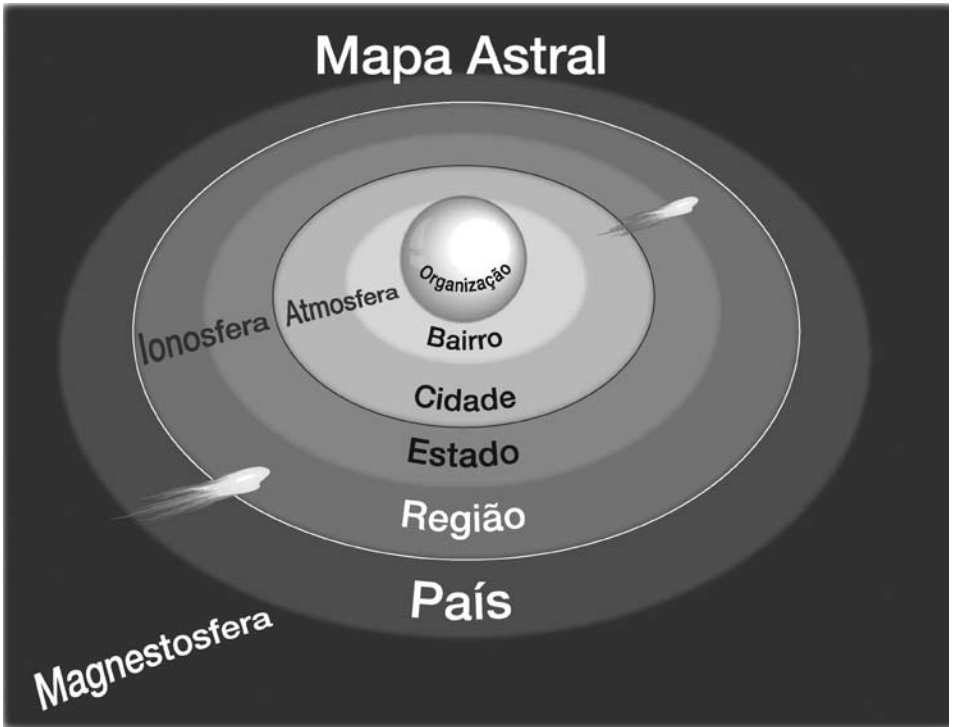 Mapa Astral
Organização
Atmosfera
Ionosfera
Bairro
Cidade
Estado
Região
País
Magnestosfera